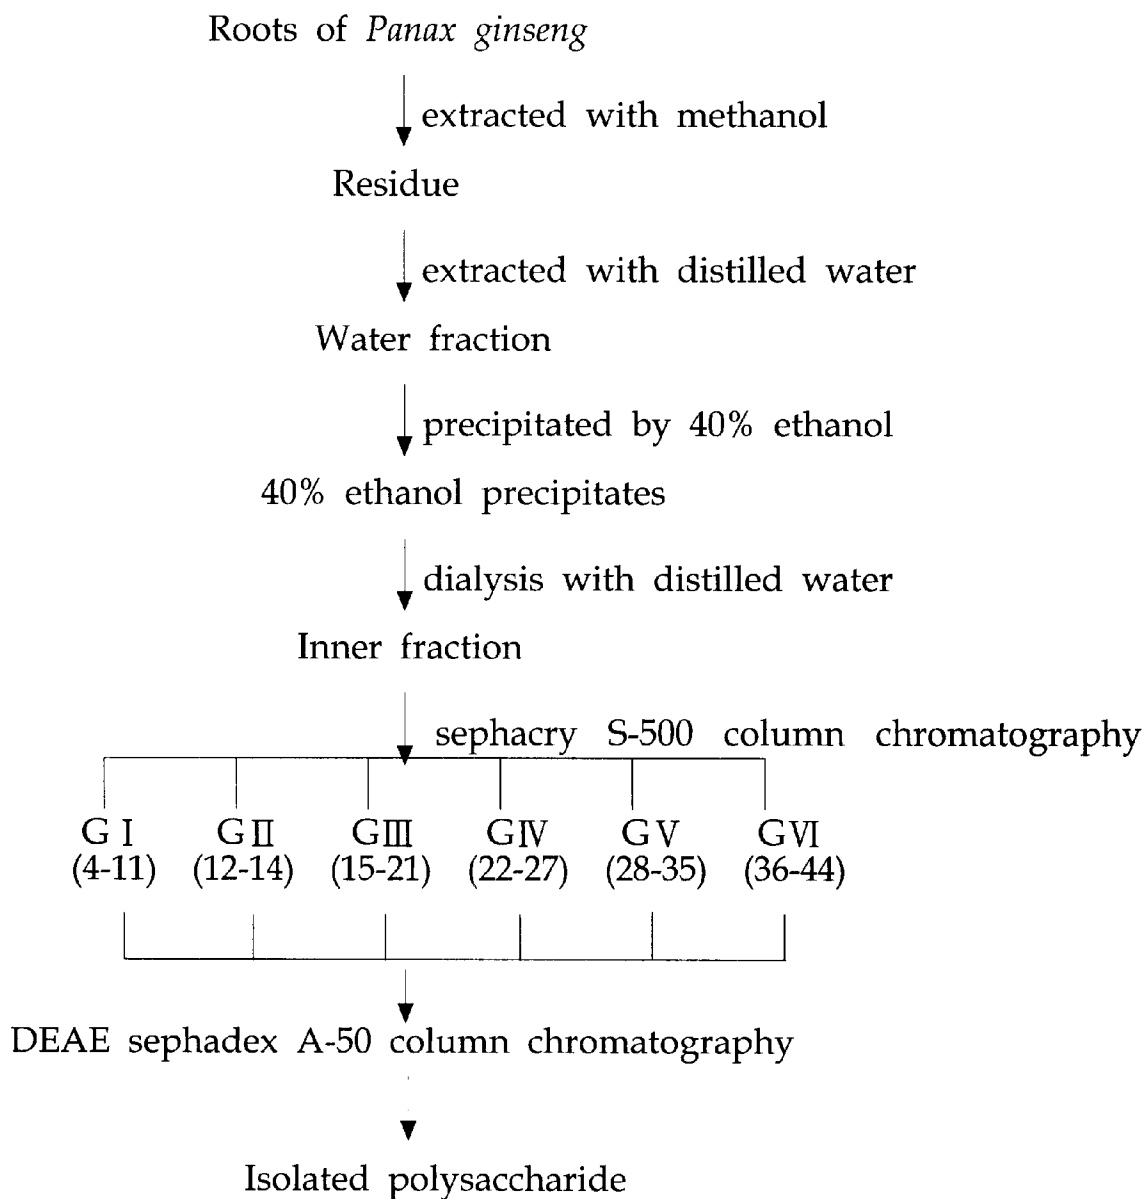 Roots of Panax ginseng
extracted with methanol
Residue
extracted with distilled water
Water fraction
precipitated by 40% ethanol
40% ethanol precipitates
dialysis with distilled water
Inner fraction
sephacry S-500 column chromatography
G I G II G III G IV G V G VI
(4-11) (12-14) (15-21) (22-27) (28-35) (36-44)
DEAE sephadex A-50 column chromatography
Isolated polysaccharide